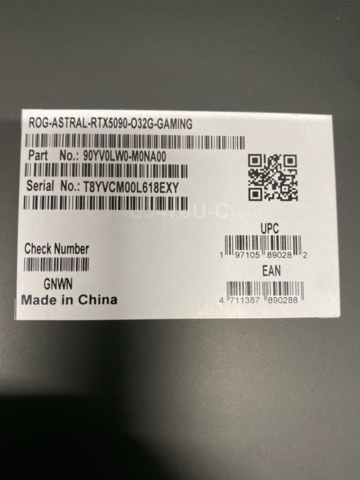 ROG-ASTRAL-RTX5090-O32G-GAMING
Part No.: 90YV0LW0-M0NA00
Serial No.: T8YVCM00L618EXY
UPC
1 97105 89028 2
Check Number
EAN
GNWN
4 711387 890288
Made in China